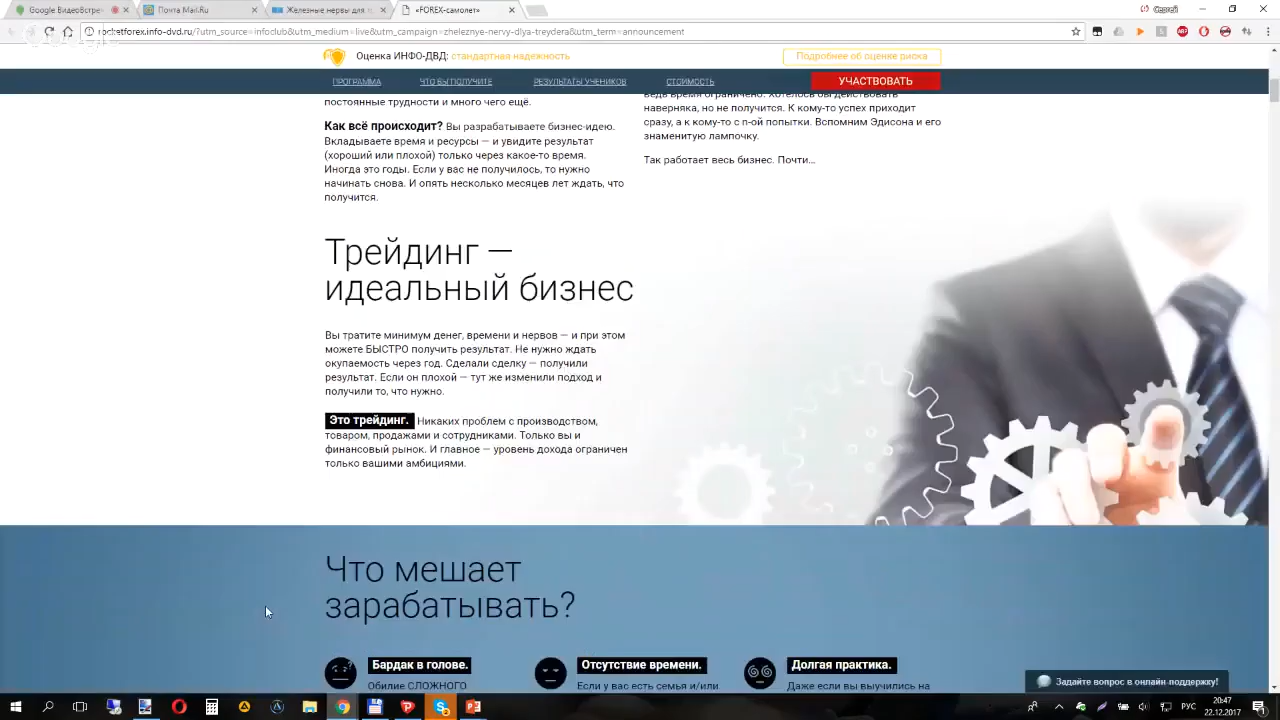 Google ВидеоВстре
Почта Mail.Ru
Железные нервы для т
«FOREX-самолет»
Сергей
rocketforex.info-dvd.ru/?utm_source=infoclub&utm_medium=live&utm_campaign=zheleznye-nervy-dlya-treydera&utm_term=announcement
Оценка ИНФО-ДВД: стандартная надежность
Подробнее об оценке риска
ПРОГРАММА
ЧТО ВЫ ПОЛУЧИТЕ
РЕЗУЛЬТАТЫ УЧЕНИКОВ
СТОИМОСТЬ
УЧАСТВОВАТЬ
постоянные трудности и много чего ещё.
Как всё происходит? Вы разрабатываете бизнес-идею.
Вкладываете время и ресурсы — и увидите результат
(хороший или плохой) только через какое-то время.
Иногда это годы. Если у вас не получилось, то нужно
начинать снова. И опять несколько месяцев лет ждать, что
получится.
ведь время ограничено. Хотелось бы действовать
наверняка, но не получится. К кому-то успех приходит
сразу, а к кому-то с n-ой попытки. Вспомним Эдисона и его
знаменитую лампочку.
Так работает весь бизнес. Почти...
Трейдинг —
идеальный бизнес
Вы тратите минимум денег, времени и нервов — и при этом
можете БЫСТРО получить результат. Не нужно ждать
окупаемость через год. Сделали сделку — получили
результат. Если он плохой — тут же изменили подход и
получили то, что нужно.
Это трейдинг. Никаких проблем с производством,
товаром, продажами и сотрудниками. Только вы и
финансовый рынок. И главное — уровень дохода ограничен
только вашими амбициями.
Что мешает
зарабатывать?
Бардак в голове.
Обилие СЛОЖНОГО
Отсутствие времени.
Если у вас есть семья и/или
Долгая практика.
Даже если вы выучились на
Задайте вопрос в онлайн-поддержку!
РУС
20:47
22.12.2017